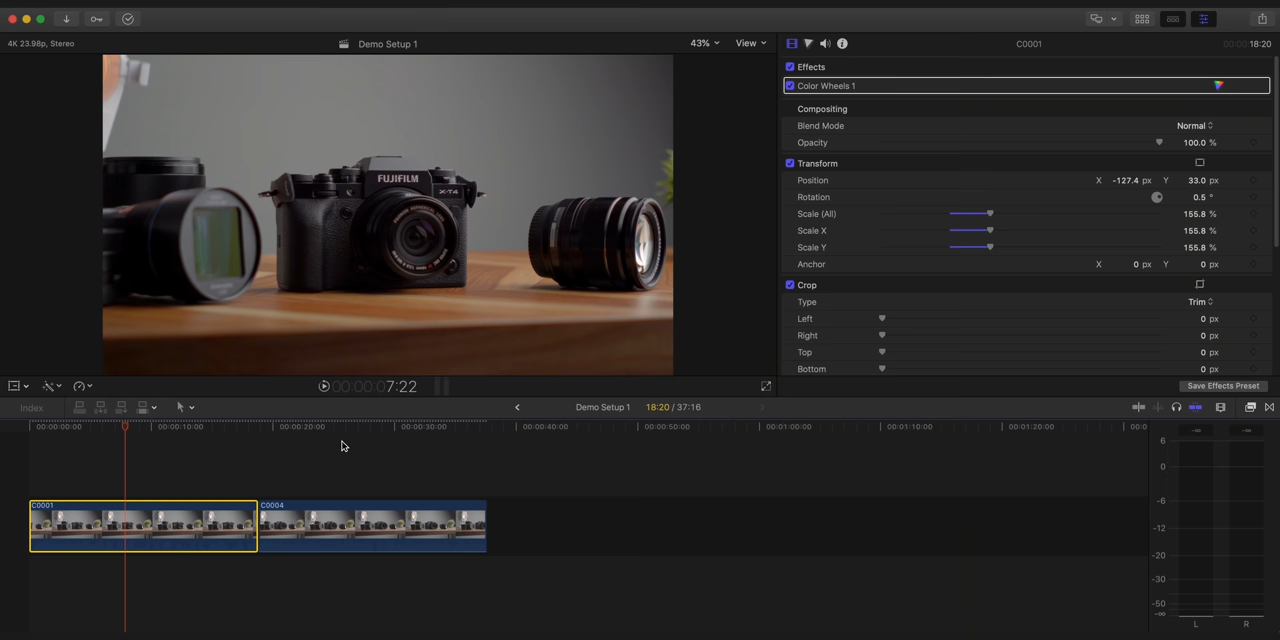 4K 23.98p, Stereo
Demo Setup 1
43%
View
C0001
00:00:00:18:20
FUJIFILM
X-T4
Effects
Color Wheels 1
Compositing
Blend Mode
Normal
Opacity
100.0 %
Transform
Position
X -127.4 px Y 33.0 px
Rotation
0.5 °
Scale (All)
155.8 %
Scale X
155.8 %
Scale Y
155.8 %
Anchor
X 0 px Y 0 px
Crop
Type
Trim
Left
0 px
Right
0 px
Top
0 px
Bottom
0 px
00:00:07:22
Save Effects Preset
Index
Demo Setup 1
18:20 / 37:16
00:00:00:00
00:00:10:00
00:00:20:00
00:00:30:00
00:00:40:00
00:00:50:00
00:01:00:00
00:01:10:00
00:01:20:00
00:0
C0001
C0004
-∞ -∞
6
0
-6
-12
-20
-30
-50
-∞
L R